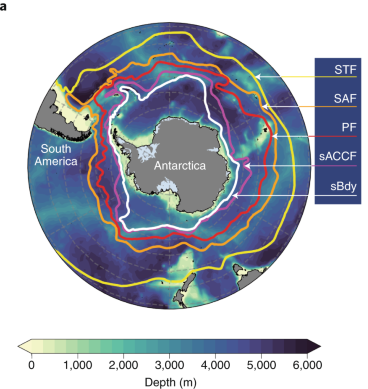 a
STF
SAF
PF
sACCF
sBdy
South
America
Antarctica
0 1,000 2,000 3,000 4,000 5,000 6,000
Depth (m)